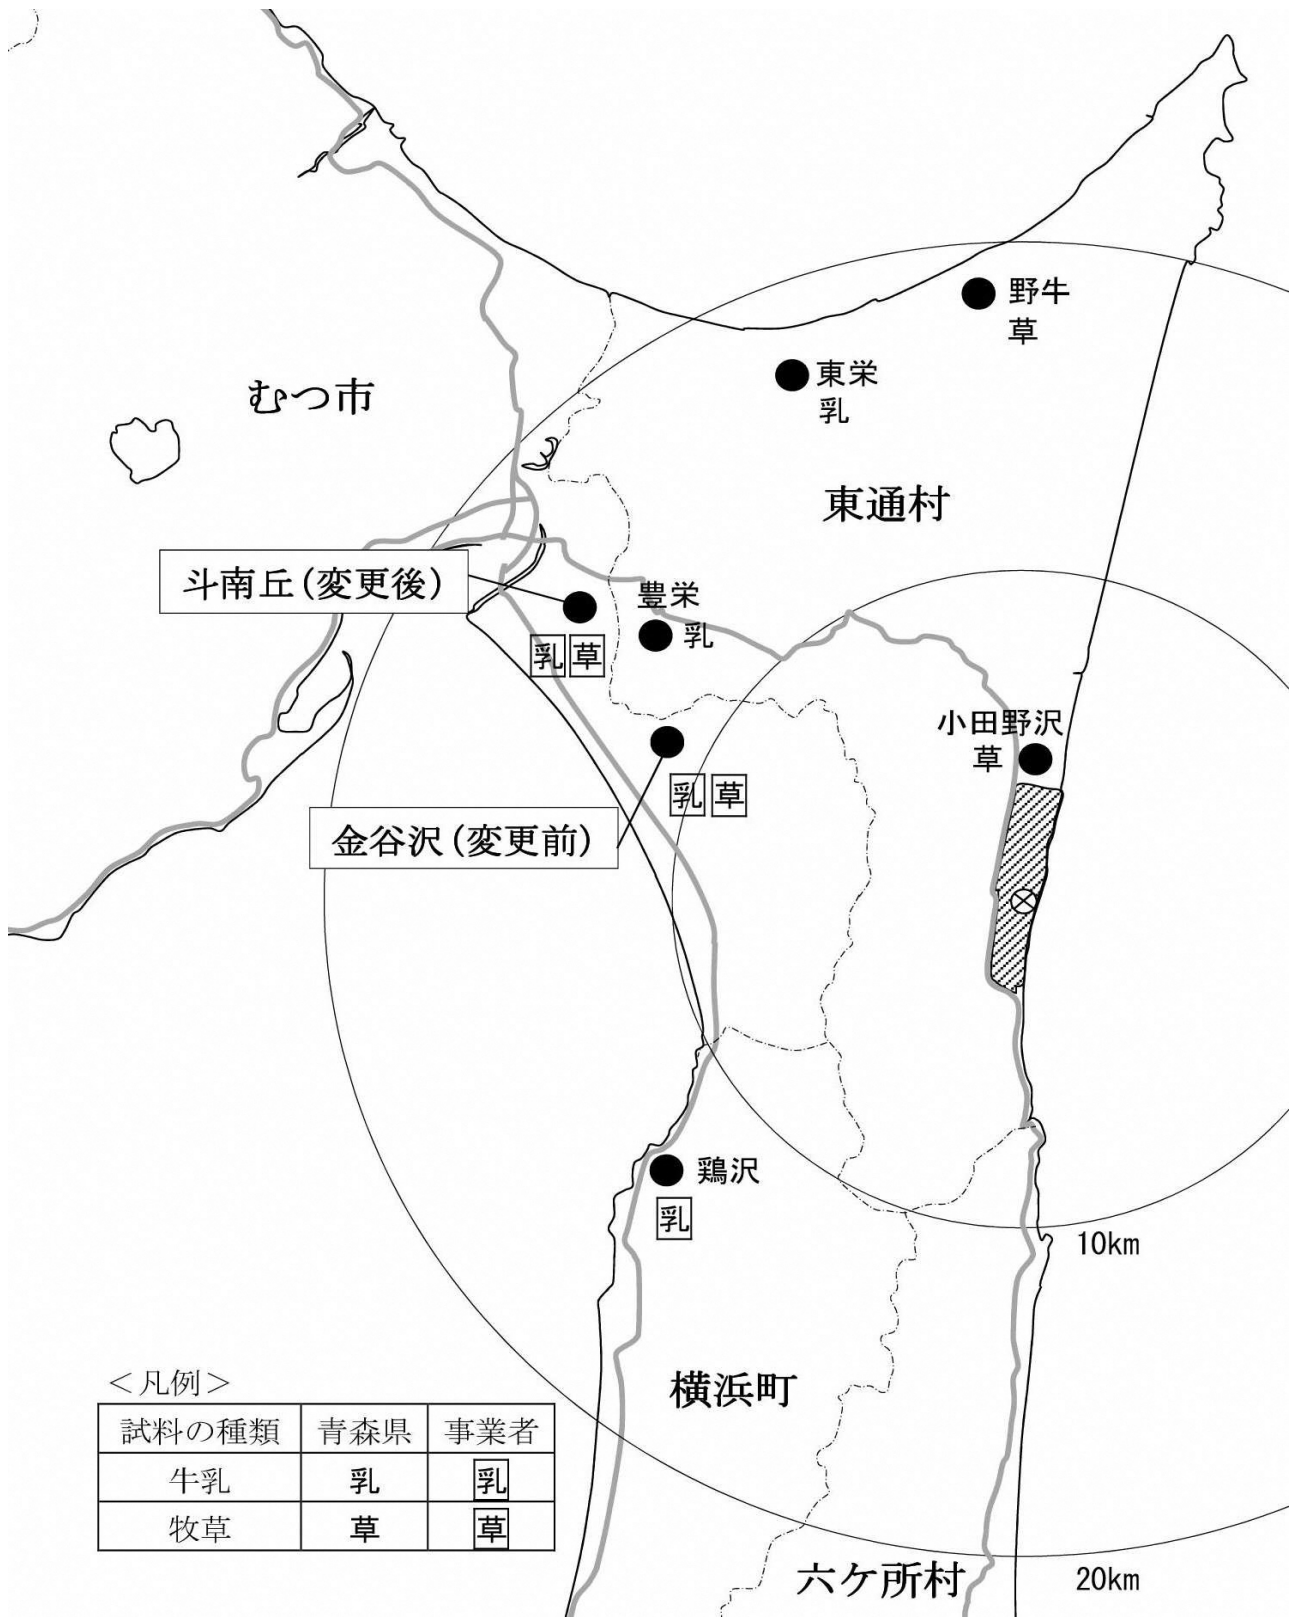 野牛
草
東栄
乳
むつ市
東通村
斗南丘(変更後)
豊栄
乳
乳 草
小田野沢
草
乳 草
金谷沢(変更前)
鶏沢
乳
10km
横浜町
<凡例>
試料の種類 青森県 事業者
牛乳 乳 乳
牧草 草 草
六ケ所村
20km